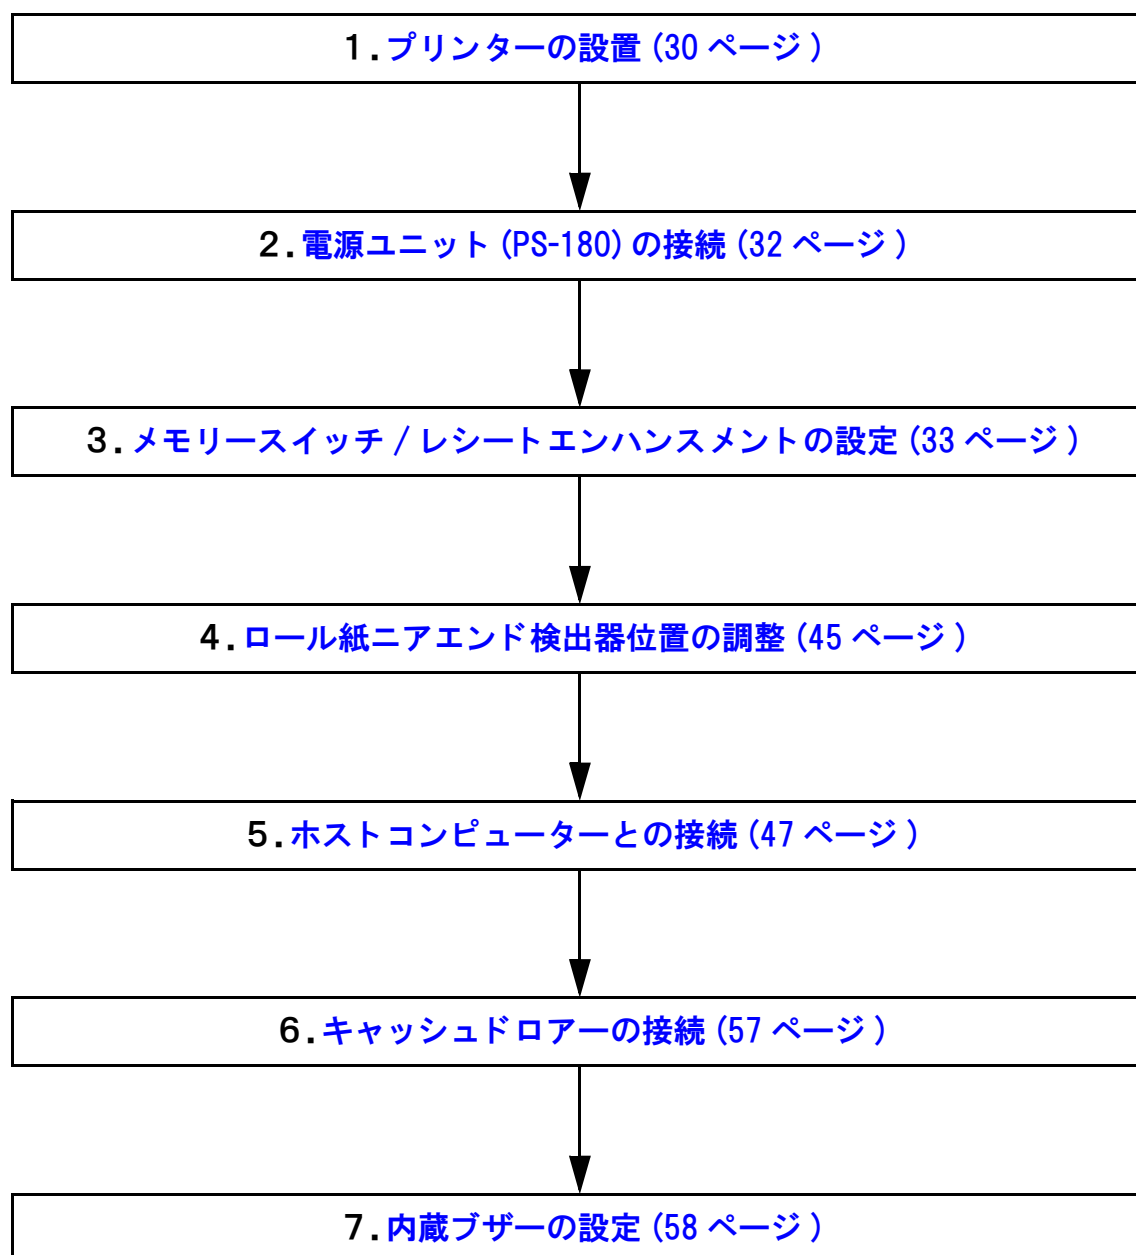 1.プリンターの設置(30 ページ)
2.電源ユニット(PS-180)の接続(32 ページ)
3.メモリースイッチ/レシートエンハンスメントの設定(33 ページ)
4.ロール紙ニアエンド検出器位置の調整(45 ページ)
5.ホストコンピューターとの接続(47 ページ)
6.キャッシュドロアーの接続(57 ページ)
7.内蔵ブザーの設定(58 ページ)